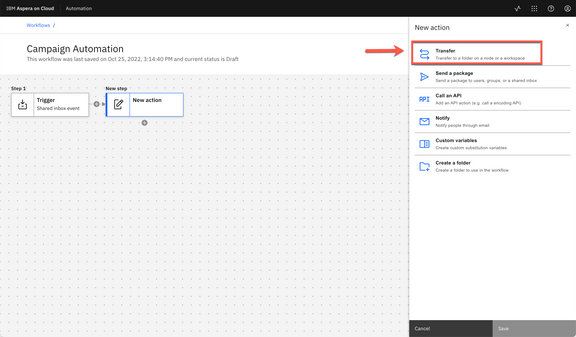 IBM Aspera on Cloud Automation
Workflows /
Campaign Automation
This workflow was last saved on Oct 25, 2022, 3:14:40 PM and current status is Draft
Step 1
Trigger
Shared inbox event
New step
New action
New action
Transfer
Transfer to a folder on a node or a workspace
Send a package
Send a package to users, groups, or a shared inbox
Call an API
API
Add an API action (e.g. call a encoding API)
Notify
Notify people through email
Custom variables
Create custom substitution variables
Create a folder
Create a folder to use in the workflow
Cancel
Save